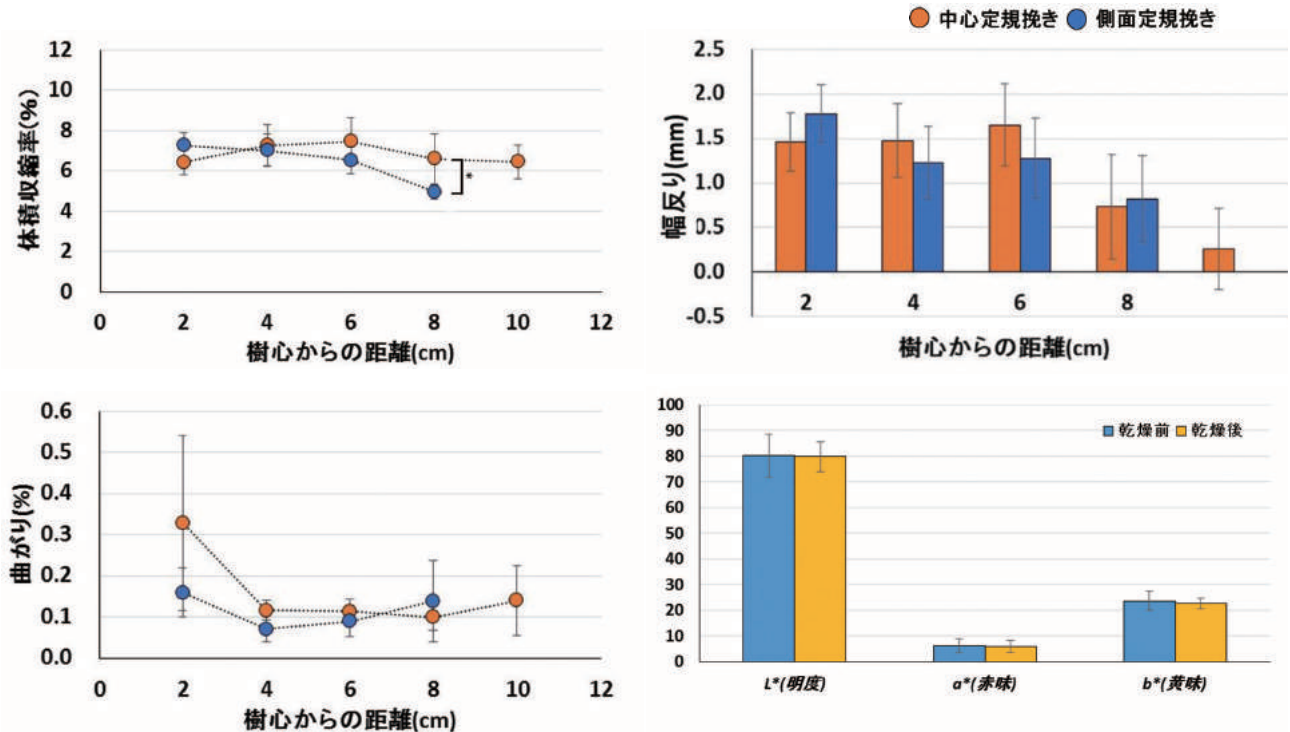 中心定規挽き 側面定規挽き
体積収縮率(%)
12
10
8
6
4
2
0
*
0 2 4 6 8 10 12
樹心からの距離(cm)
幅反り(mm)
2.5
2.0
1.5
1.0
0.5
0.0
-0.5
2 4 6 8
樹心からの距離(cm)
曲がり(%)
0.6
0.5
0.4
0.3
0.2
0.1
0.0
0 2 4 6 8 10 12
樹心からの距離(cm)
100
90
80
70
60
50
40
30
20
10
0
乾燥前 乾燥後
L*(明度) a*(赤味) b*(黄味)